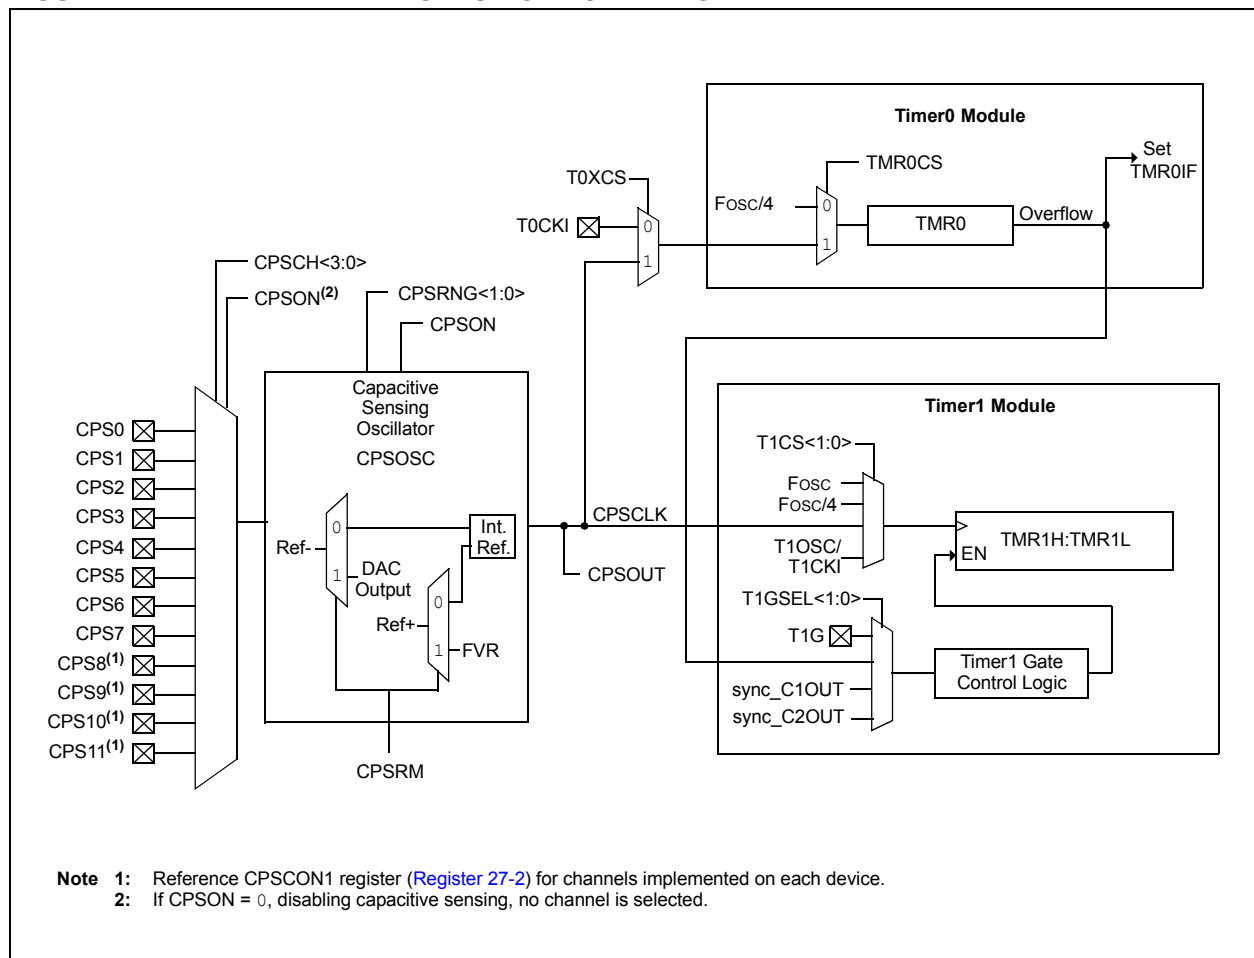 Timer0 Module
Set
TMR0IF
TMR0CS
T0XCS
FOSC/4
0
1
TMR0
Overflow
T0CKI
0
1
CPSCH<3:0>
CPSON(2)
CPSRNG<1:0>
CPSON
Capacitive
Sensing
Oscillator
CPSOSC
Timer1 Module
CPS0
CPS1
CPS2
CPS3
CPS4
CPS5
CPS6
CPS7
CPS8(1)
CPS9(1)
CPS10(1)
CPS11(1)
0
1
Ref-
DAC
Output
Int.
Ref.
0
1
Ref+
FVR
CPSRM
CPSCLK
CPSOUT
T1CS<1:0>
FOSC
FOSC/4
T1OSC/
T1CKI
EN
TMR1H:TMR1L
T1GSEL<1:0>
T1G
sync_C1OUT
sync_C2OUT
Timer1 Gate
Control Logic
Note 1: Reference CPSCON1 register (Register 27-2) for channels implemented on each device.
2: If CPSON = 0, disabling capacitive sensing, no channel is selected.